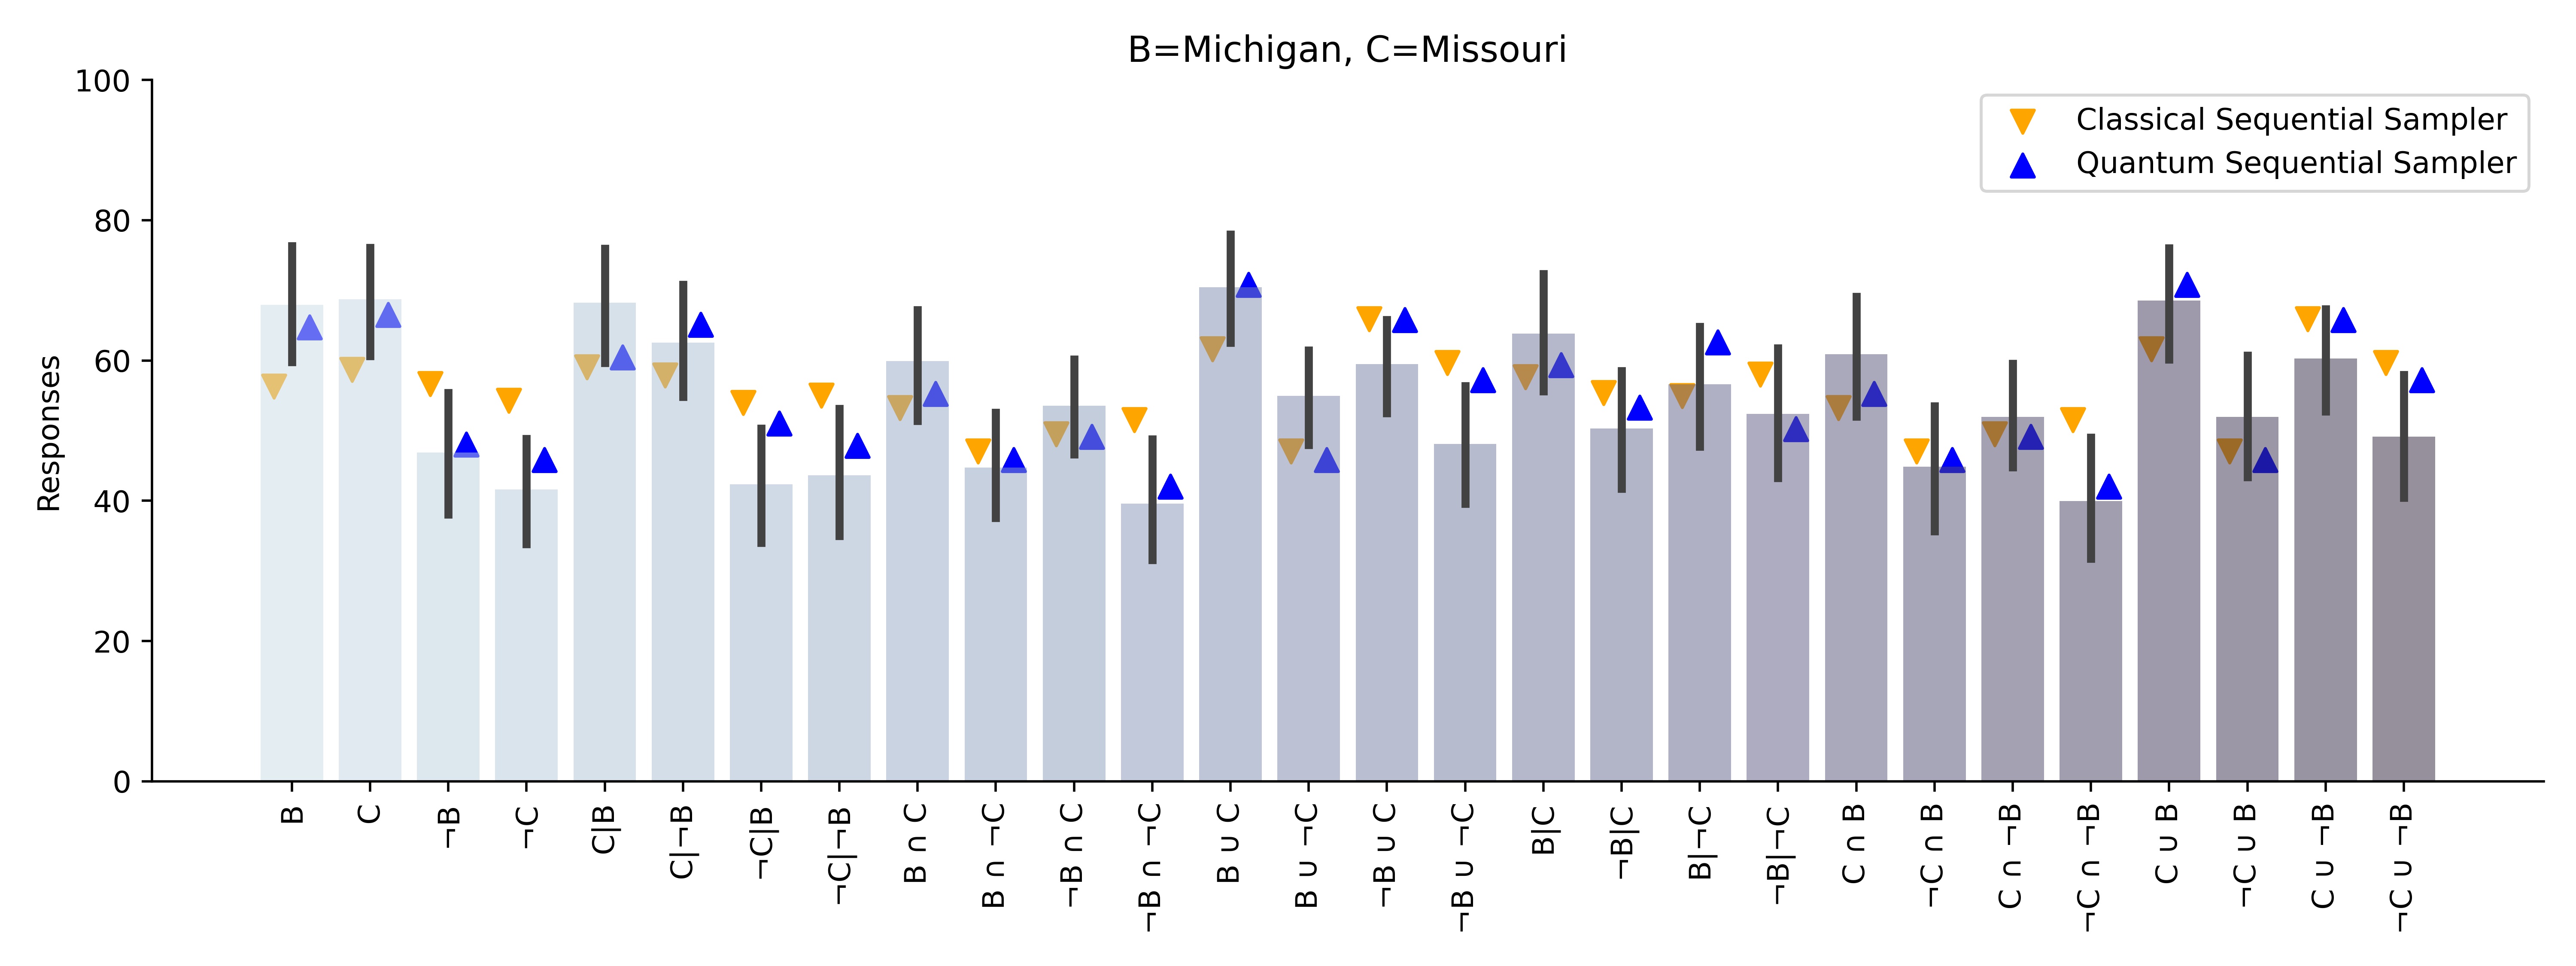 B=Michigan, C=Missouri
100
80
60
40
20
0
Responses
Classical Sequential Sampler
Quantum Sequential Sampler
B
C
¬B
¬C
C|B
C|¬B
¬C|B
¬C|¬B
B ∩ C
B ∩ ¬C
¬B ∩ C
¬B ∩ ¬C
B ∪ C
B ∪ ¬C
¬B ∪ C
¬B ∪ ¬C
B|C
¬B|C
B|¬C
¬B|¬C
C ∩ B
¬C ∩ B
C ∩ ¬B
¬C ∩ ¬B
C ∪ B
¬C ∪ B
C ∪ ¬B
¬C ∪ ¬B